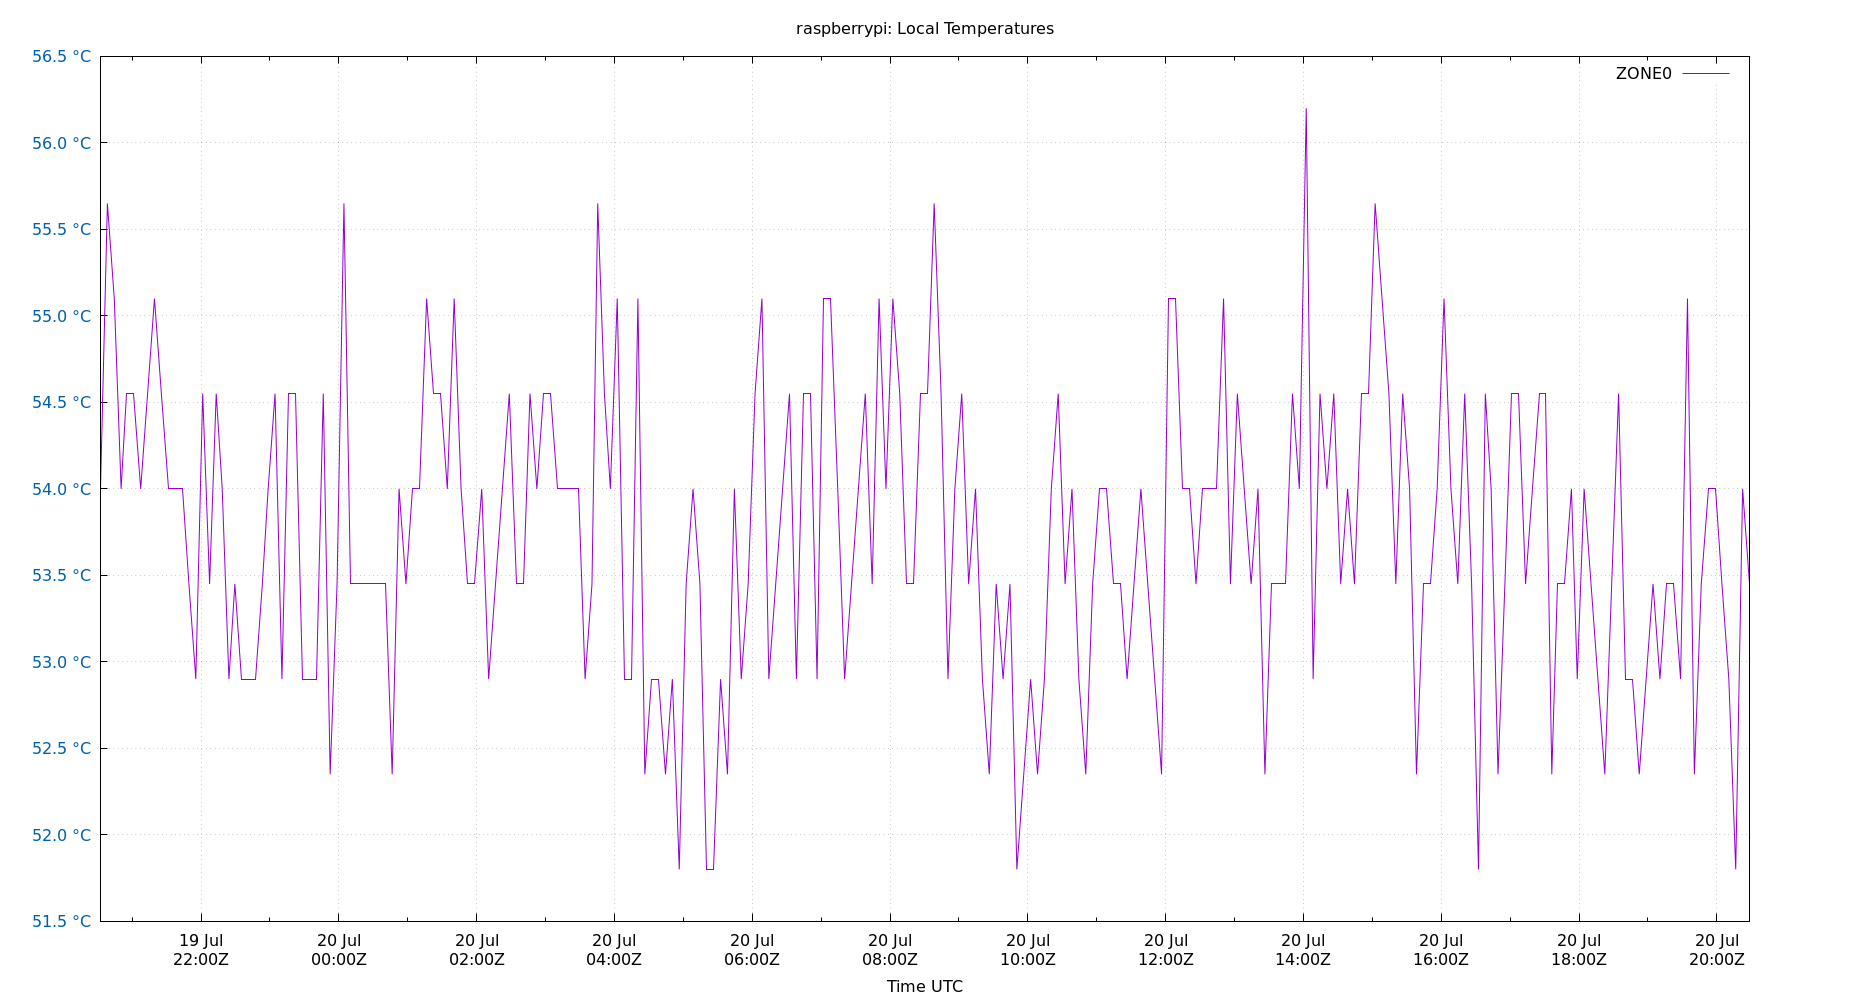 raspberrypi: Local Temperatures
56.5 °C
56.0 °C
55.5 °C
55.0 °C
54.5 °C
54.0 °C
53.5 °C
53.0 °C
52.5 °C
52.0 °C
51.5 °C
ZONE0
19 Jul
22:00Z
20 Jul
00:00Z
20 Jul
02:00Z
20 Jul
04:00Z
20 Jul
06:00Z
20 Jul
08:00Z
20 Jul
10:00Z
20 Jul
12:00Z
20 Jul
14:00Z
20 Jul
16:00Z
20 Jul
18:00Z
20 Jul
20:00Z
Time UTC